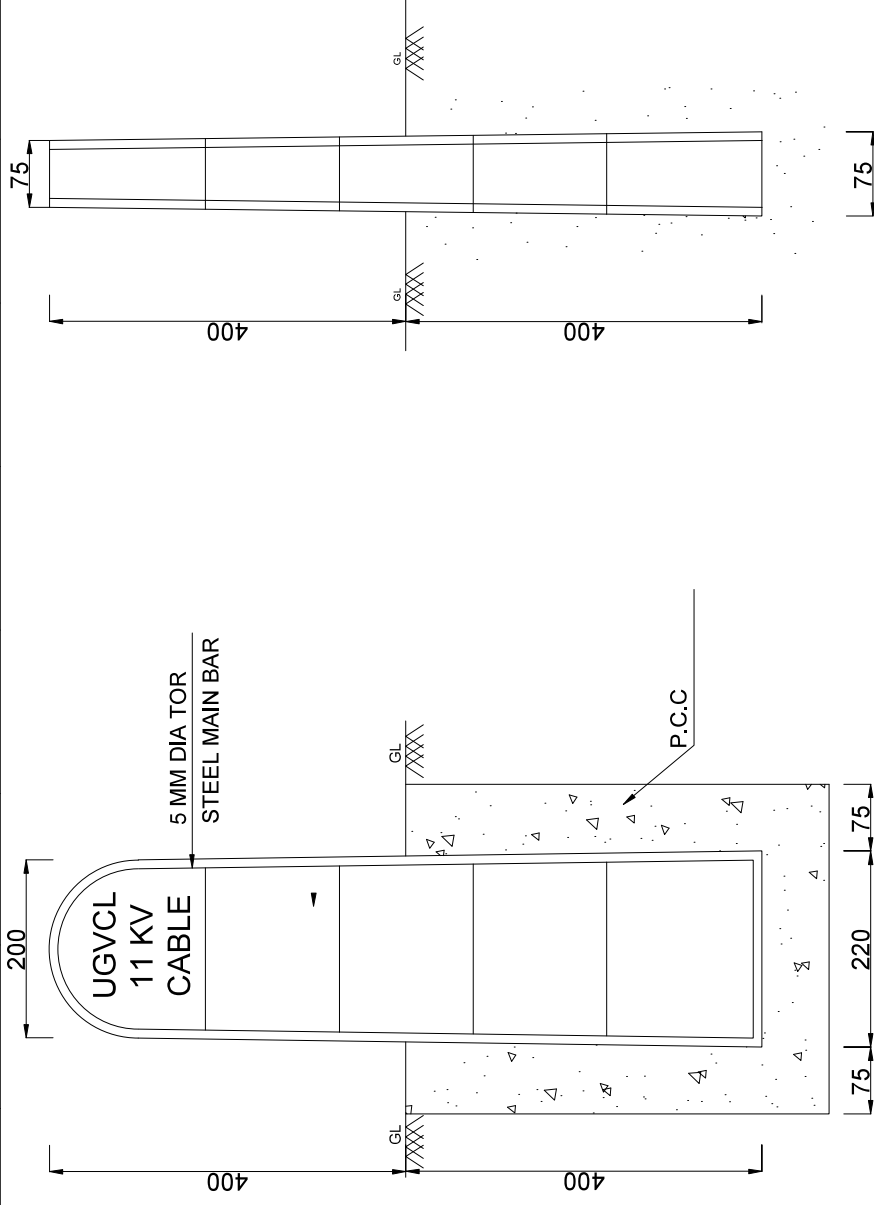 75
GL
GL
400
400
75
5 MM DIA TOR
STEEL MAIN BAR
200
UGVCL
11 KV
CABLE
GL
GL
P.C.C
400
400
75
220
75